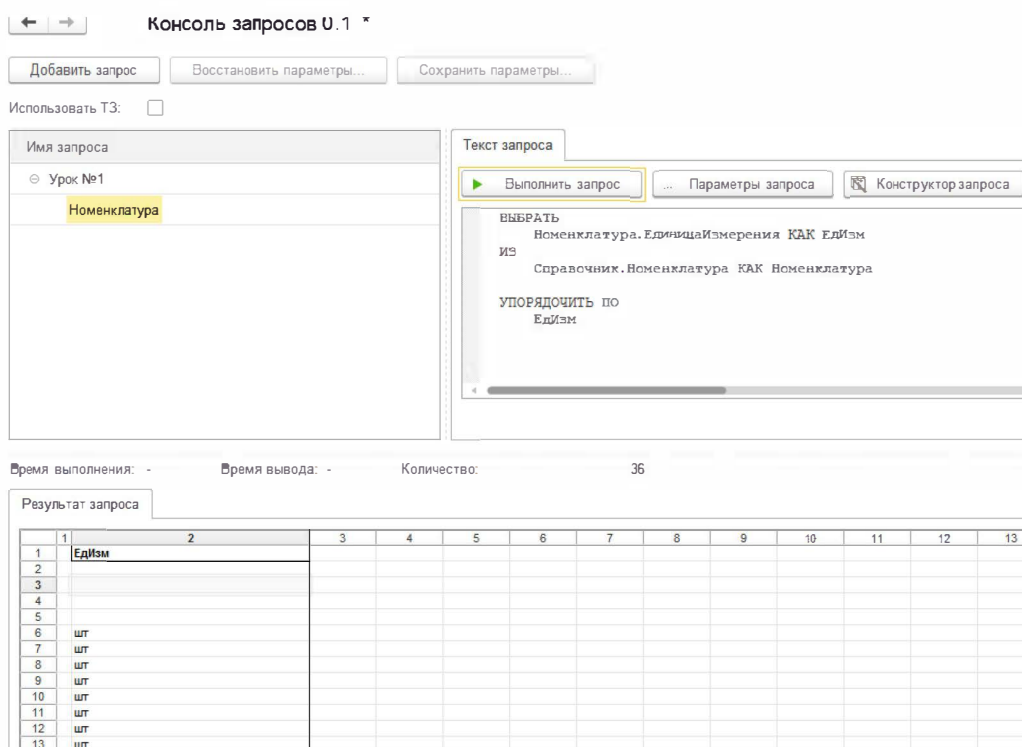 Консоль запросов 0.1 *
Добавить запрос Восстановить параметры... Сохранить параметры...
Использовать ТЗ:
Имя запроса
Урок №1
Номенклатура
Текст запроса
Выполнить запрос ... Параметры запроса Конструктор запроса
ВЫБРАТЬ
Номенклатура.ЕдиницаИзмерения КАК ЕдИзм
ИЗ
Справочник.Номенклатура КАК Номенклатура
УПОРЯДОЧИТЬ ПО
ЕдИзм
Время выполнения: - Время вывода: - Количество: 36
Результат запроса
1 2 3 4 5 6 7 8 9 10 11 12 13
1 ЕдИзм
2
3
4
5
6 шт
7 шт
8 шт
9 шт
10 шт
11 шт
12 шт
13 шт